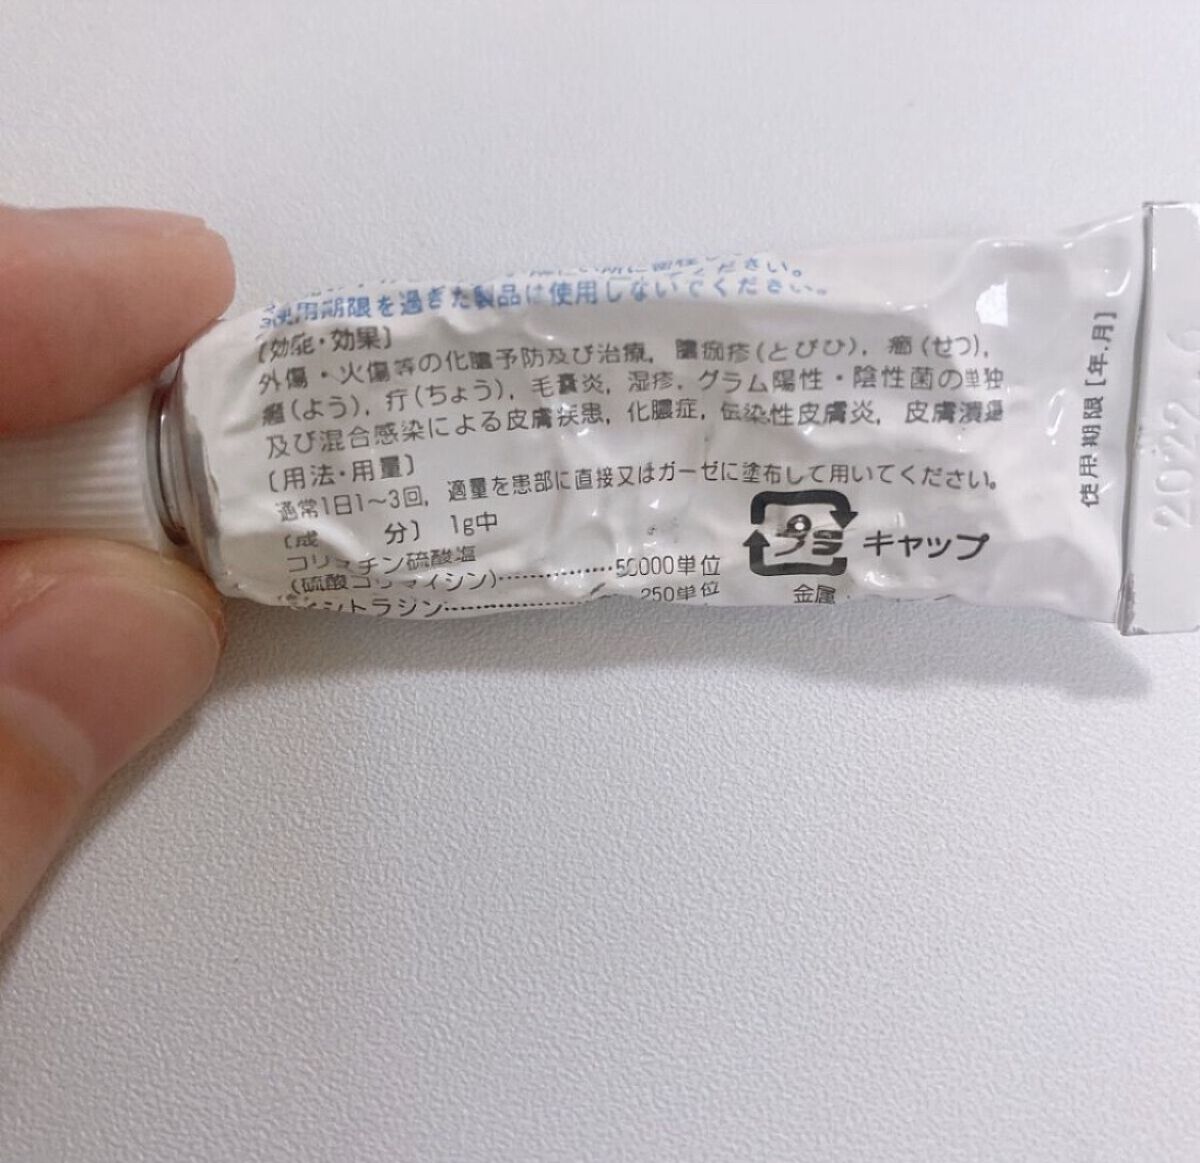 使用期限を過ぎた製品は使用しないでください。
〔効能・効果〕
外傷・火傷等の化膿予防及び治療，膿痂疹(とびひ)，癤(せつ)，
癰(よう)，疔(ちょう)，毛嚢炎，湿疹，グラム陽性・陰性菌の単独
及び混合感染による皮膚疾患，化膿症，伝染性皮膚炎，皮膚潰瘍
〔用法・用量〕
通常1日1～3回，適量を患部に直接又はガーゼに塗布して用いてください。
〔成 分〕 1g中
コリスチン硫酸塩
(硫酸コリマイシン)……………50000単位
250単位
プラ キャップ
金属
使用期限[年.月]
2022